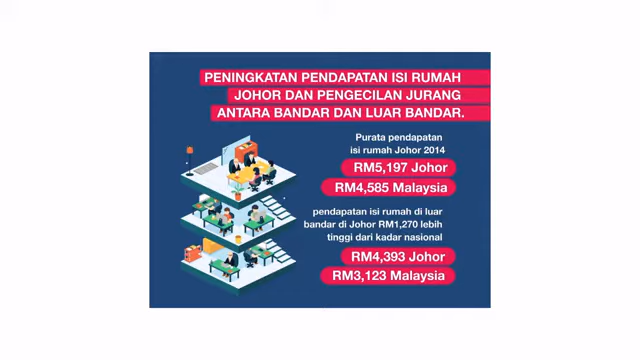 PENINGKATAN PENDAPATAN ISI RUMAH
JOHOR DAN PENGECILAN JURANG
ANTARA BANDAR DAN LUAR BANDAR.
Purata pendapatan
isi rumah Johor 2014
RM5,197 Johor
RM4,585 Malaysia
pendapatan isi rumah di luar
bandar di Johor RM1,270 lebih
tinggi dari kadar nasional
RM4,393 Johor
RM3,123 Malaysia